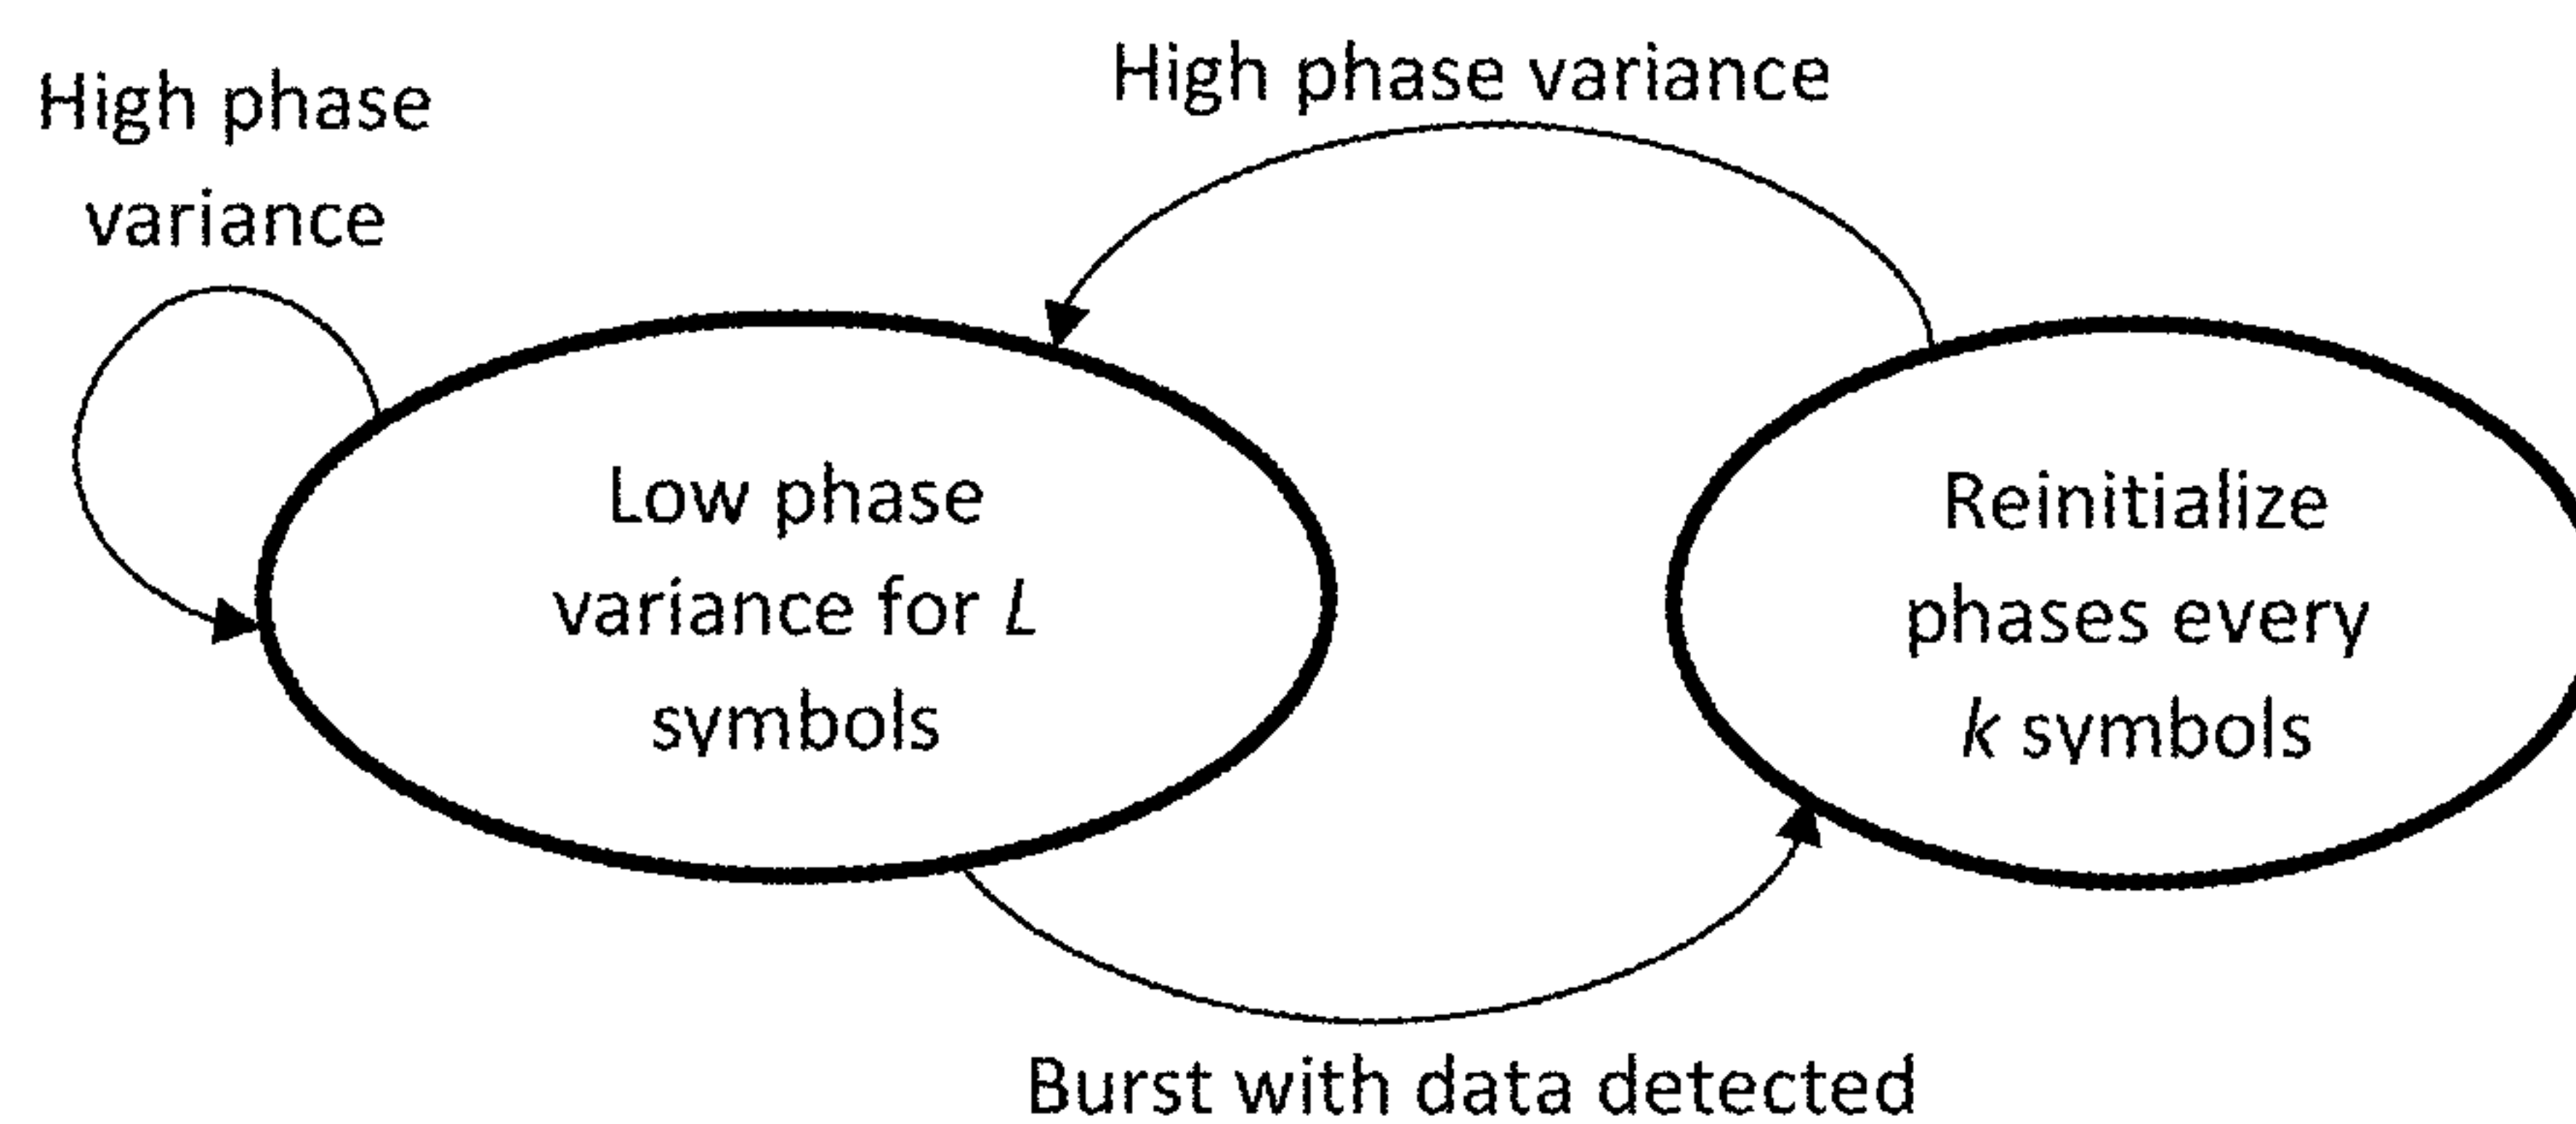 High phase
variance
High phase variance
Low phase
variance for L
symbols
Reinitialize
phases every
k symbols
Burst with data detected